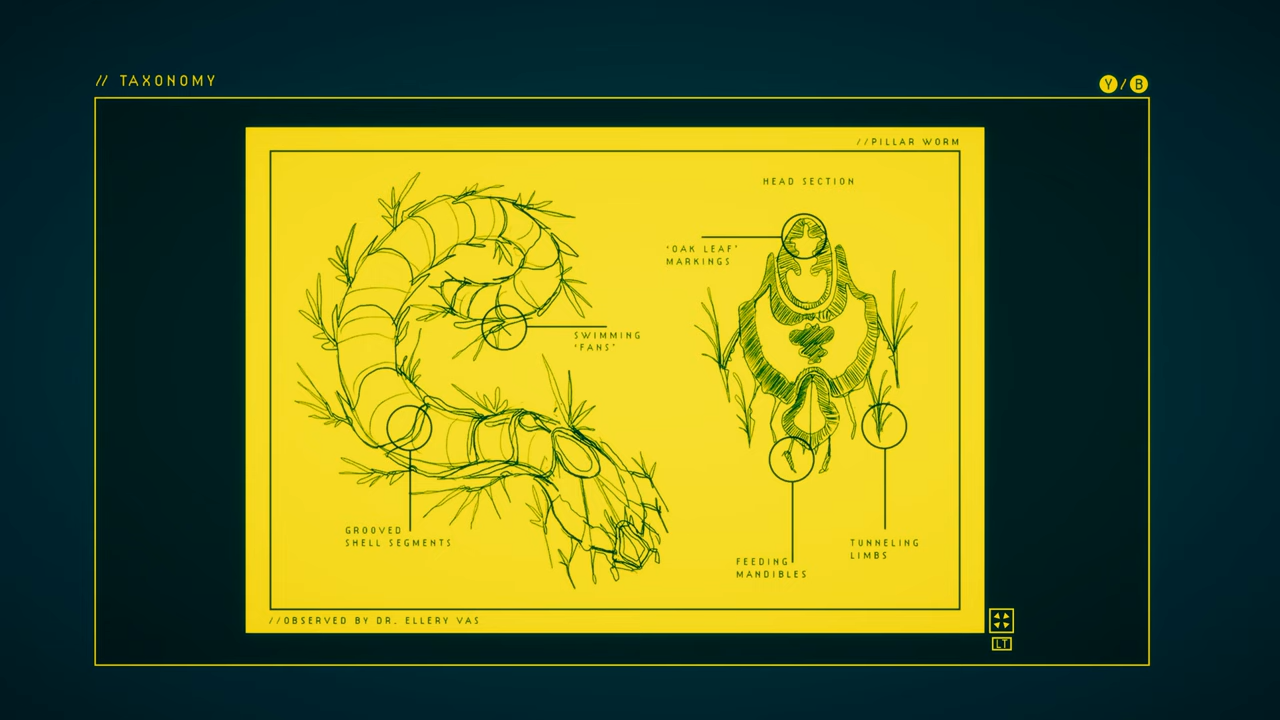 // TAXONOMY
Y / B
//PILLAR WORM
HEAD SECTION
'OAK LEAF'
MARKINGS
SWIMMING
'FANS'
GROOVED
SHELL SEGMENTS
FEEDING
MANDIBLES
TUNNELING
LIMBS
//OBSERVED BY DR. ELLERY VAS
LT